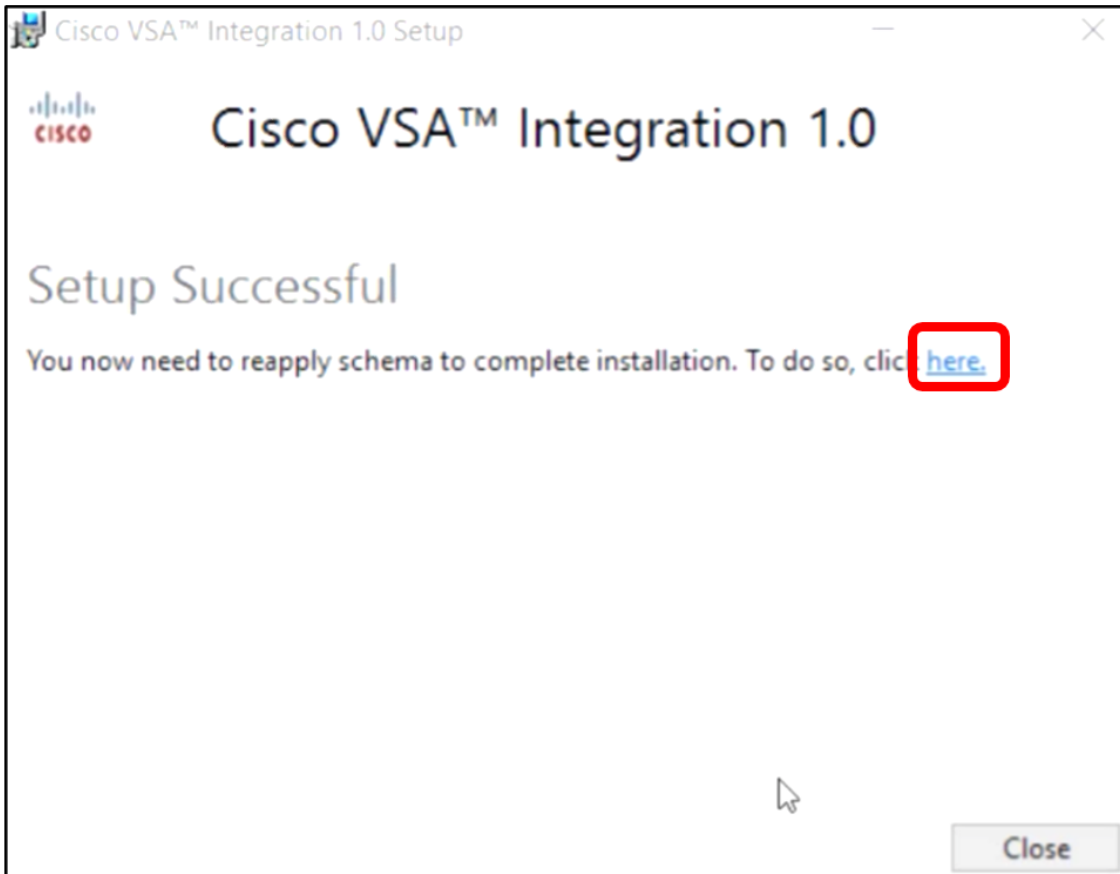 Cisco VSA™ Integration 1.0 Setup
CISCO
Cisco VSA™ Integration 1.0
Setup Successful
You now need to reapply schema to complete installation. To do so, click here.
Close